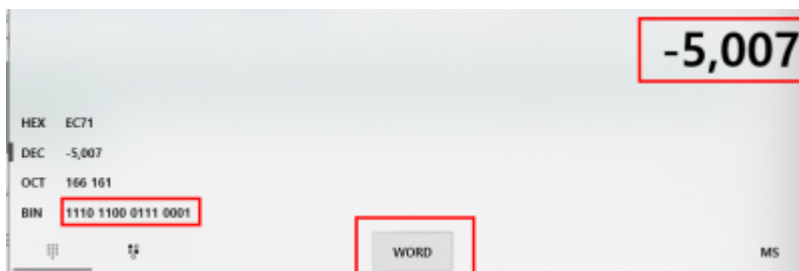 -5,007
HEX EC71
DEC -5,007
OCT 166 161
BIN 1110 1100 0111 0001
WORD MS